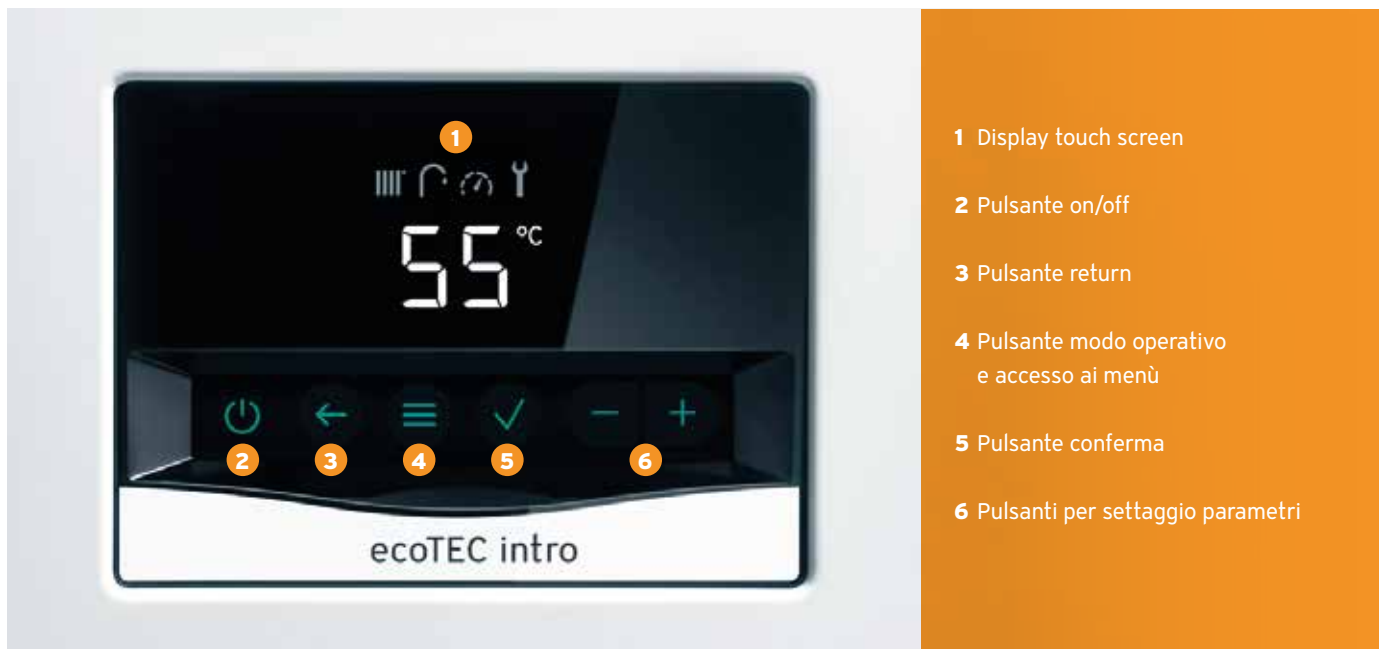 1
55 °C
2 3 4 5 6
ecoTEC intro
1 Display touch screen
2 Pulsante on/off
3 Pulsante return
4 Pulsante modo operativo
e accesso ai menù
5 Pulsante conferma
6 Pulsanti per settaggio parametri